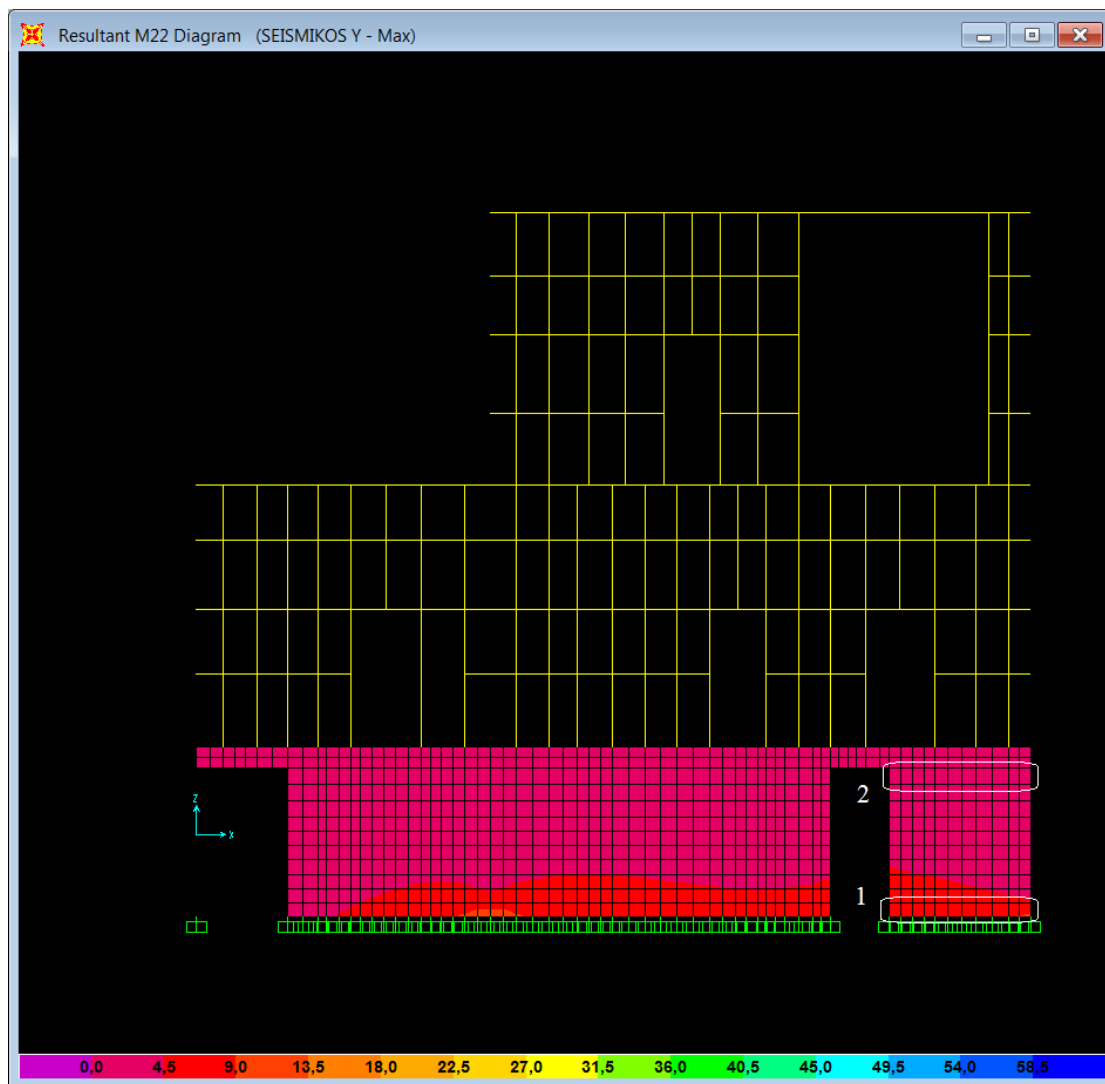 Resultant M22 Diagram   (SEISMIKOS Y - Max)
2
Z
X
1
0,0 4,5 9,0 13,5 18,0 22,5 27,0 31,5 36,0 40,5 45,0 49,5 54,0 58,5